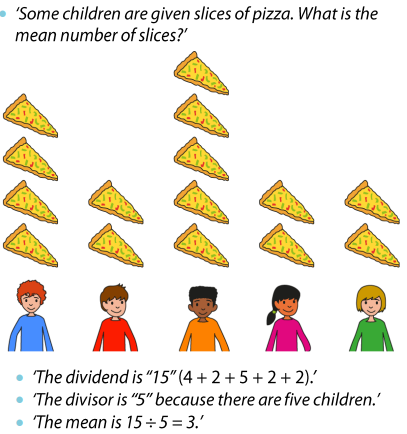 • ‘Some children are given slices of pizza. What is the
mean number of slices?’
• ‘The dividend is “15” (4 + 2 + 5 + 2 + 2).’
• ‘The divisor is “5” because there are five children.’
• ‘The mean is 15 ÷ 5 = 3.’